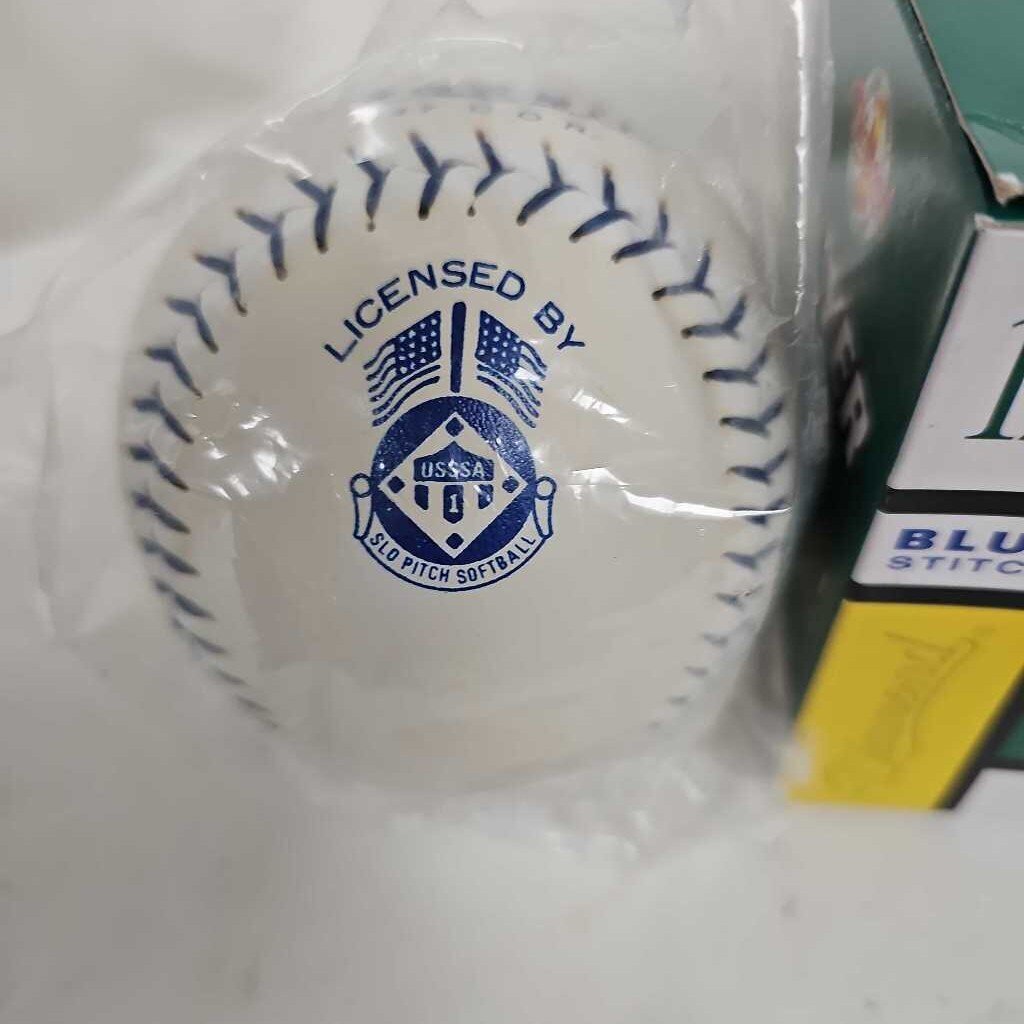 LICENSED BY
USSSA
1
SLO PITCH SOFTBALL
BLU
STITC